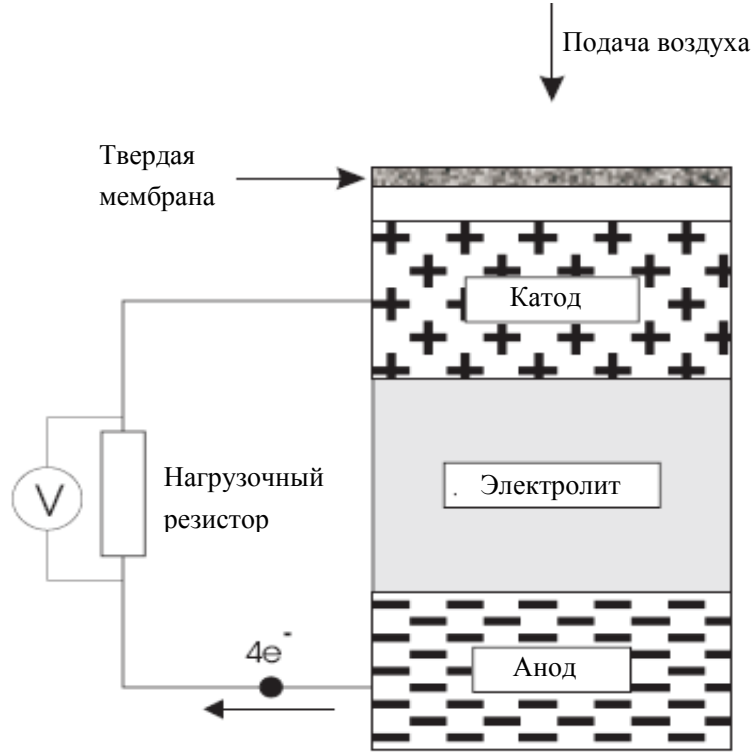 Подача воздуха
Твердая
мембрана
Катод
V
Нагрузочный
резистор
Электролит
4e-
Анод